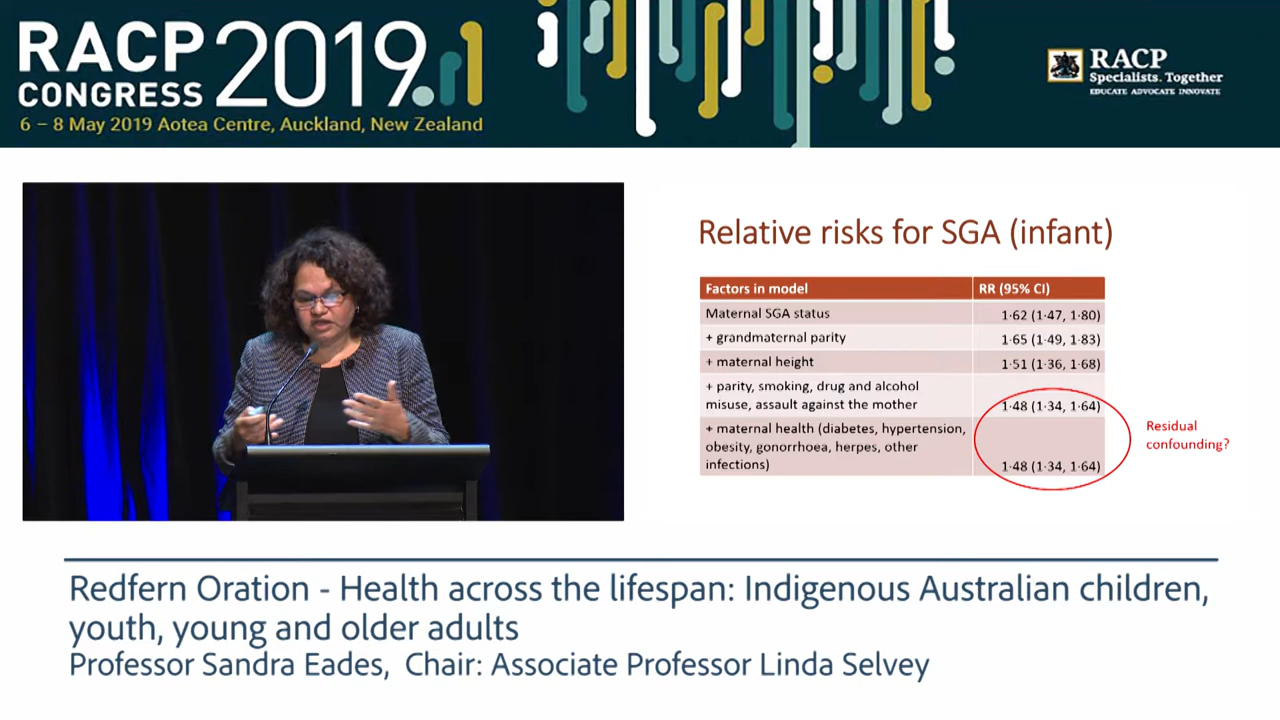 RACP
CONGRESS
2019
6 – 8 May 2019 Aotea Centre, Auckland, New Zealand
RACP
Specialists. Together
EDUCATE ADVOCATE INNOVATE
Relative risks for SGA (infant)
Factors in model RR (95% CI)
Maternal SGA status 1·62 (1·47, 1·80)
+ grandmaternal parity 1·65 (1·49, 1·83)
+ maternal height 1·51 (1·36, 1·68)
+ parity, smoking, drug and alcohol
misuse, assault against the mother 1·48 (1·34, 1·64)
+ maternal health (diabetes, hypertension,
obesity, gonorrhoea, herpes, other
infections) 1·48 (1·34, 1·64)
Residual
confounding?
Redfern Oration - Health across the lifespan: Indigenous Australian children,
youth, young and older adults
Professor Sandra Eades, Chair: Associate Professor Linda Selvey